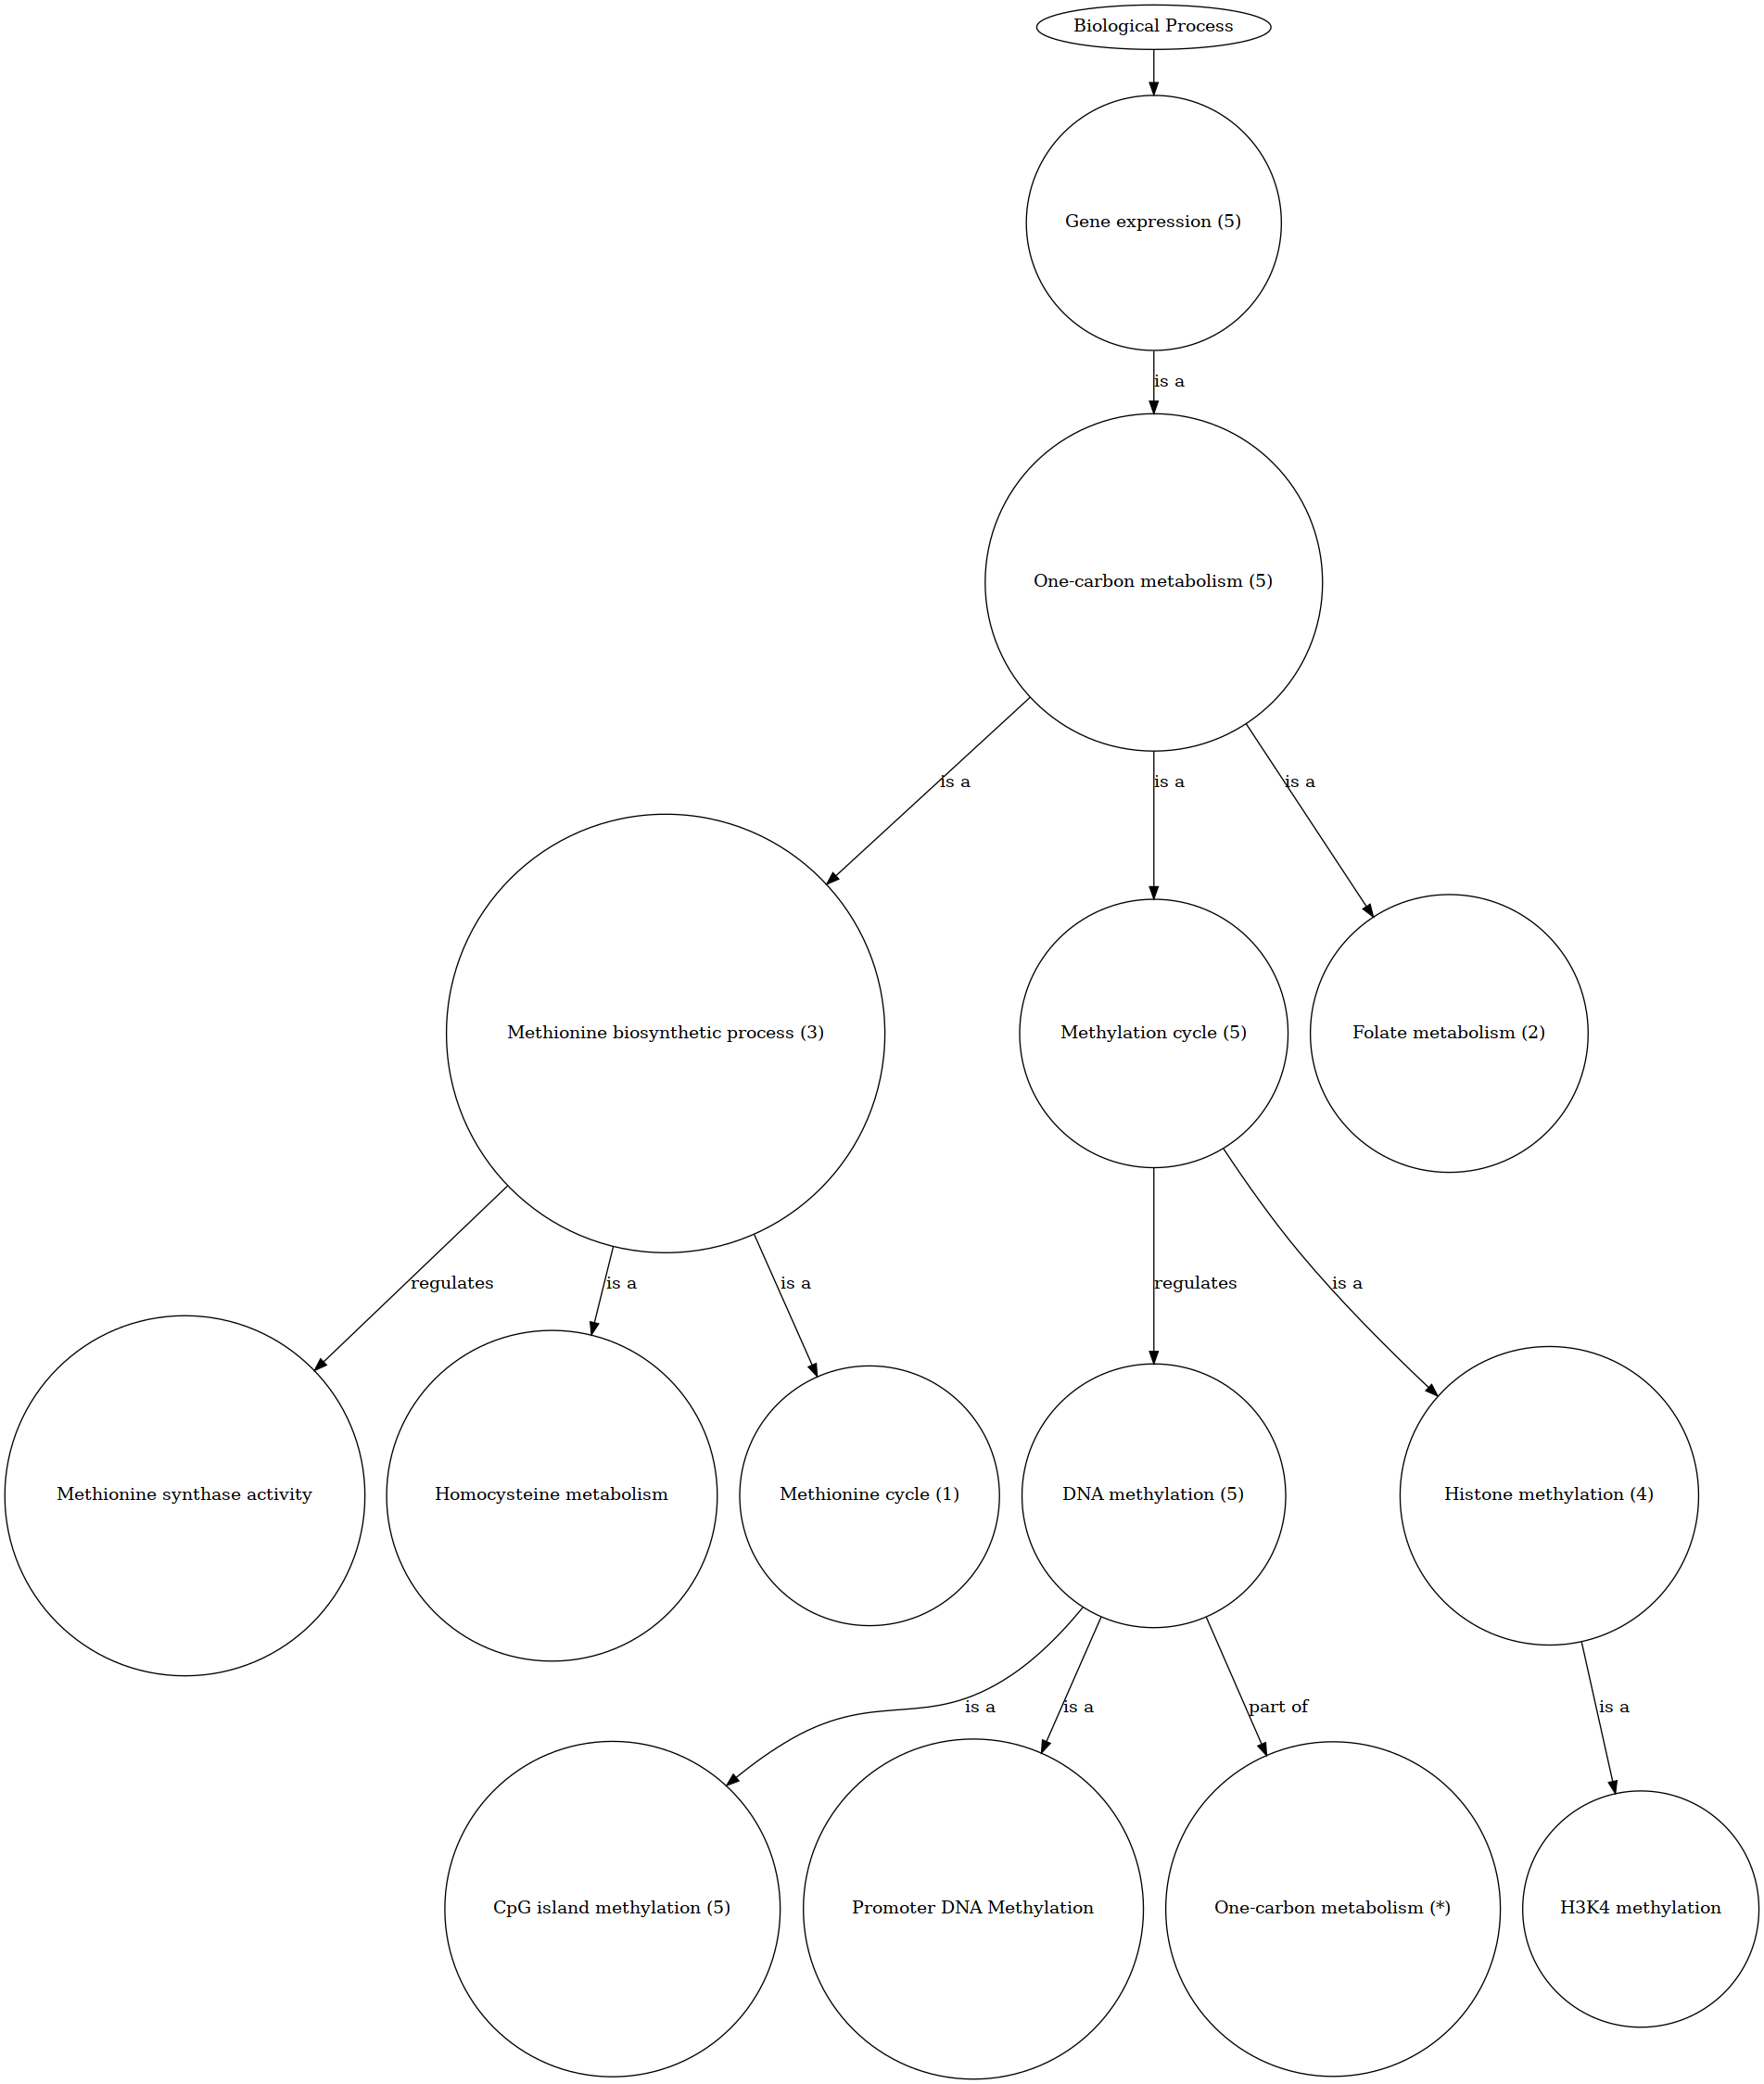 Biological Process
Gene expression (5)
is a
One-carbon metabolism (5)
is a
is a
is a
Methionine biosynthetic process (3)
Methylation cycle (5)
Folate metabolism (2)
regulates
is a
is a
regulates
is a
Methionine synthase activity
Homocysteine metabolism
Methionine cycle (1)
DNA methylation (5)
Histone methylation (4)
is a
is a
part of
is a
CpG island methylation (5)
Promoter DNA Methylation
One-carbon metabolism (*)
H3K4 methylation